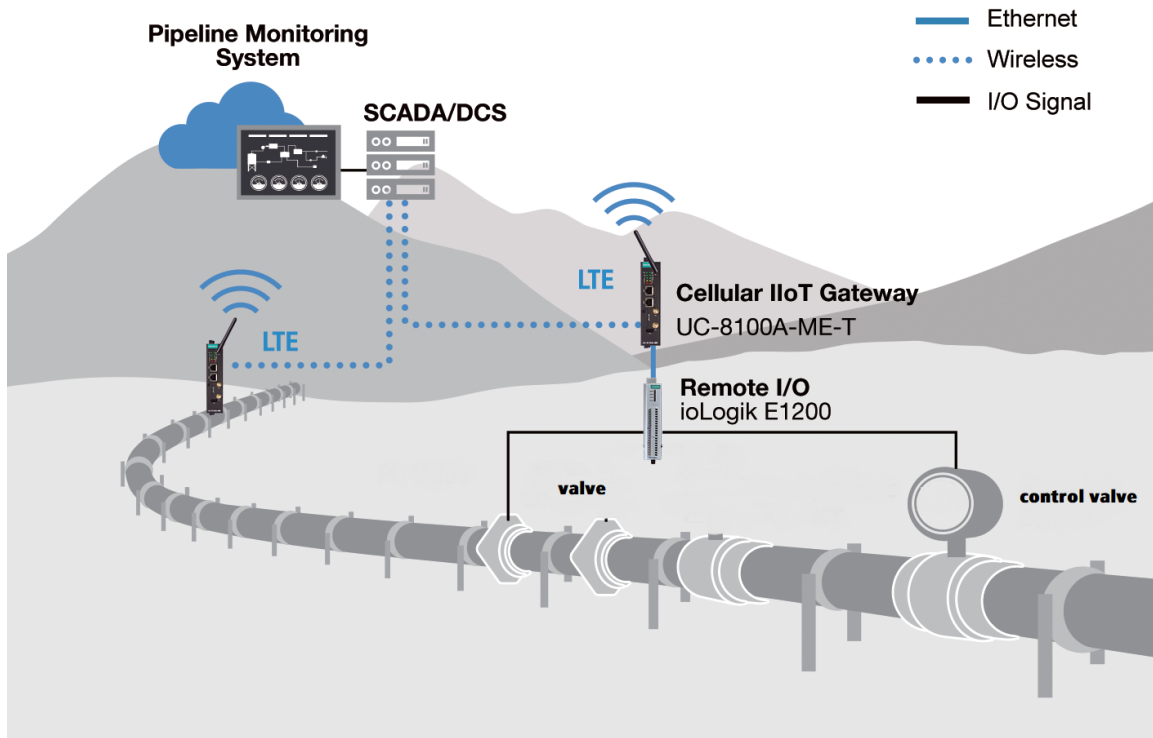 Pipeline Monitoring
System
SCADA/DCS
Ethernet
Wireless
I/O Signal
LTE
LTE
Cellular IIoT Gateway
UC-8100A-ME-T
Remote I/O
ioLogik E1200
valve
control valve